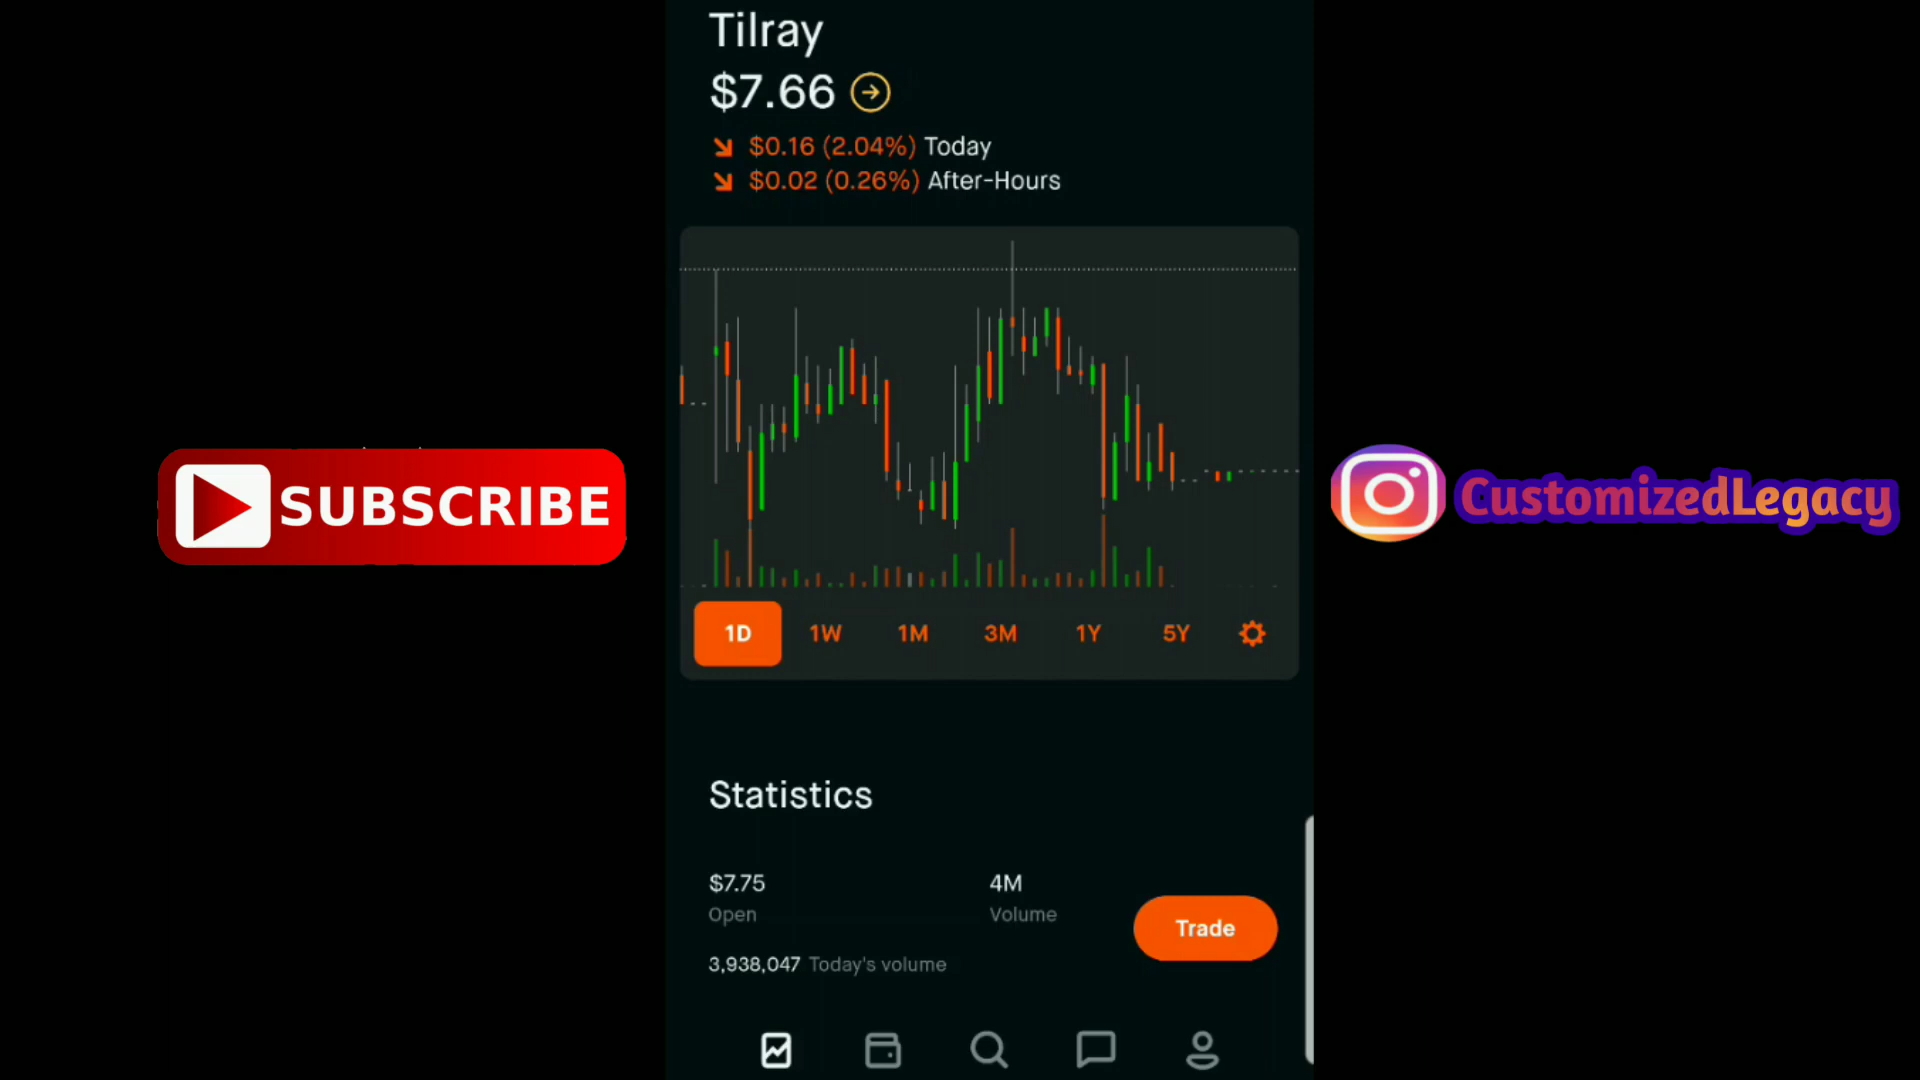 Tilray
$7.66
$0.16 (2.04%) Today
$0.02 (0.26%) After-Hours
SUBSCRIBE
CustomizedLegacy
1D 1W 1M 3M 1Y 5Y
Statistics
$7.75 4M
Open Volume
Trade
3,938,047 Today's volume